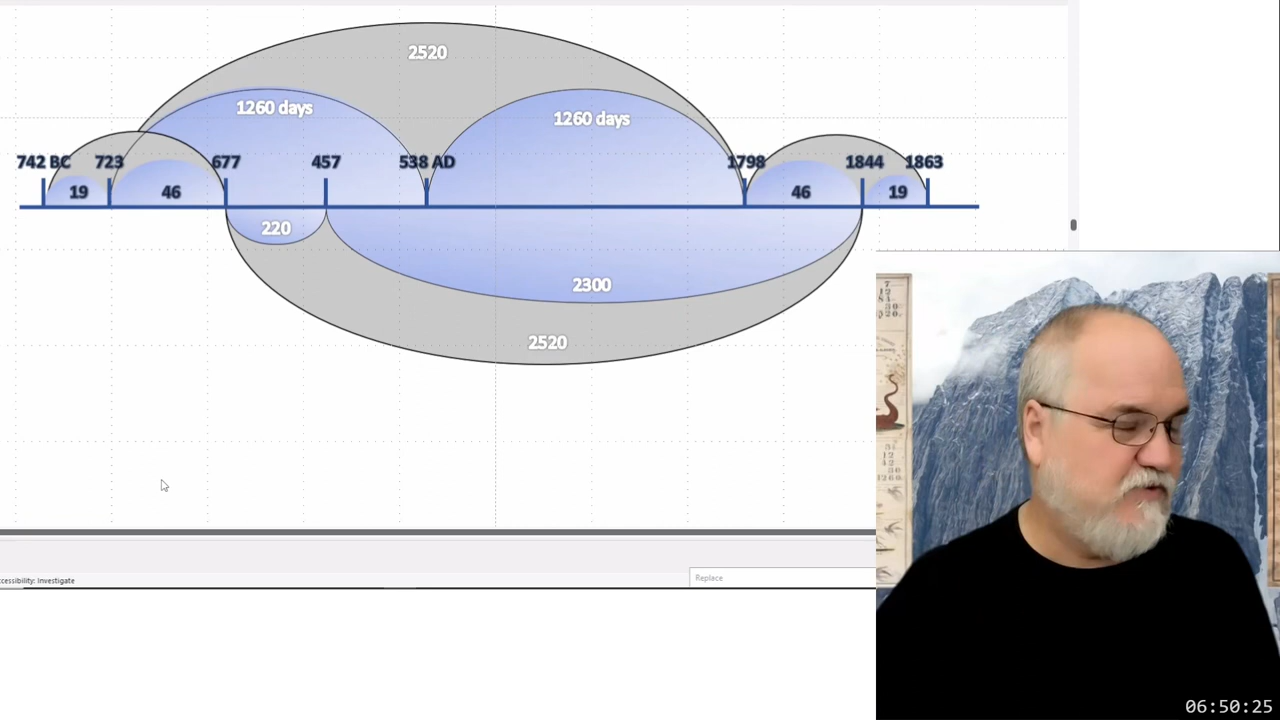 2520
1260 days
1260 days
742 BC 723 677 457 538 AD 1798 1844 1863
19 46 46 19
220
2300
2520
ccessibility: Investigate
Replace
06:50:25